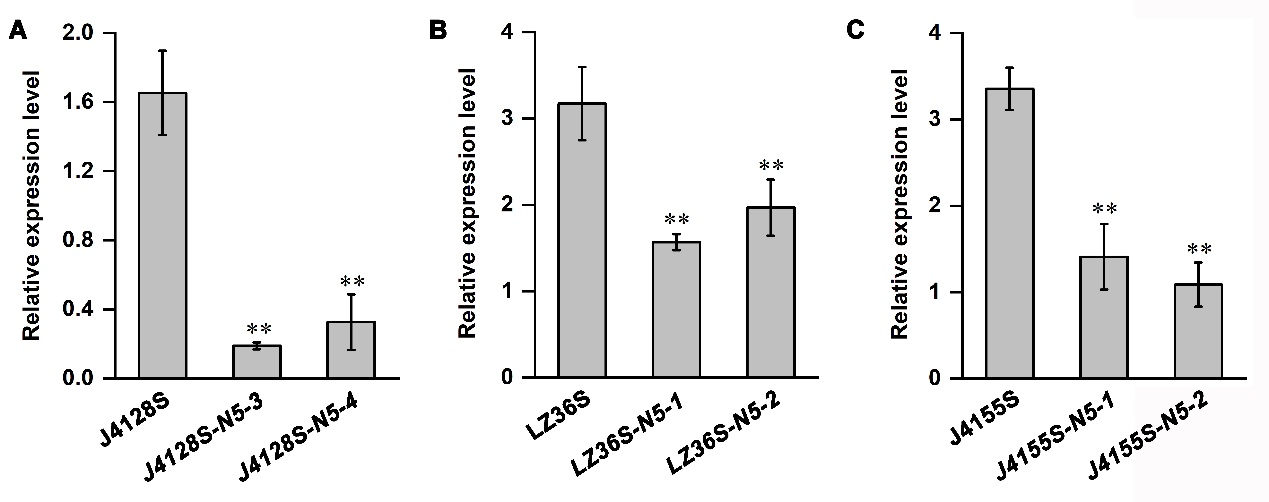 A
Relative expression level
2.0
1.6
1.2
0.8
0.4
0.0
**
**
J4128S
J4128S-N5-3
J4128S-N5-4
B
Relative expression level
4
3
2
1
0
**
**
LZ36S
LZ36S-N5-1
LZ36S-N5-2
C
Relative expression level
4
3
2
1
0
**
**
J4155S
J4155S-N5-1
J4155S-N5-2